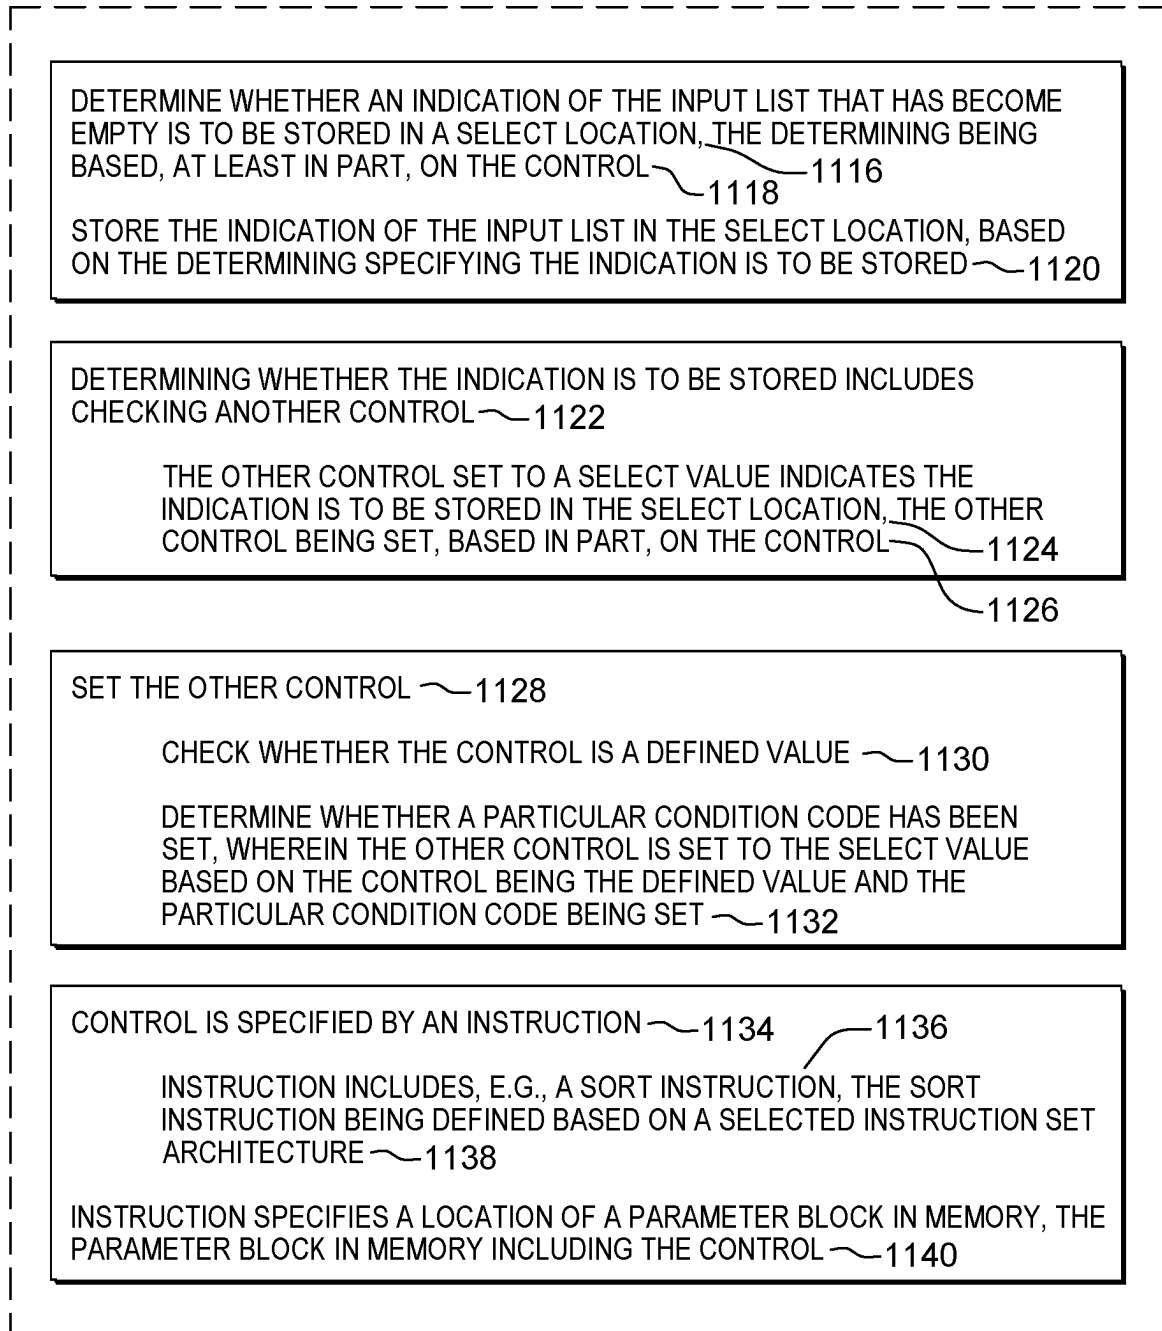 DETERMINE WHETHER AN INDICATION OF THE INPUT LIST THAT HAS BECOME
EMPTY IS TO BE STORED IN A SELECT LOCATION, THE DETERMINING BEING
BASED, AT LEAST IN PART, ON THE CONTROL 1118 1116
STORE THE INDICATION OF THE INPUT LIST IN THE SELECT LOCATION, BASED
ON THE DETERMINING SPECIFYING THE INDICATION IS TO BE STORED 1120
DETERMINING WHETHER THE INDICATION IS TO BE STORED INCLUDES
CHECKING ANOTHER CONTROL 1122
THE OTHER CONTROL SET TO A SELECT VALUE INDICATES THE
INDICATION IS TO BE STORED IN THE SELECT LOCATION, THE OTHER
CONTROL BEING SET, BASED IN PART, ON THE CONTROL 1124
1126
SET THE OTHER CONTROL 1128
CHECK WHETHER THE CONTROL IS A DEFINED VALUE 1130
DETERMINE WHETHER A PARTICULAR CONDITION CODE HAS BEEN
SET, WHEREIN THE OTHER CONTROL IS SET TO THE SELECT VALUE
BASED ON THE CONTROL BEING THE DEFINED VALUE AND THE
PARTICULAR CONDITION CODE BEING SET 1132
CONTROL IS SPECIFIED BY AN INSTRUCTION 1134 1136
INSTRUCTION INCLUDES, E.G., A SORT INSTRUCTION, THE SORT
INSTRUCTION BEING DEFINED BASED ON A SELECTED INSTRUCTION SET
ARCHITECTURE 1138
INSTRUCTION SPECIFIES A LOCATION OF A PARAMETER BLOCK IN MEMORY, THE
PARAMETER BLOCK IN MEMORY INCLUDING THE CONTROL 1140